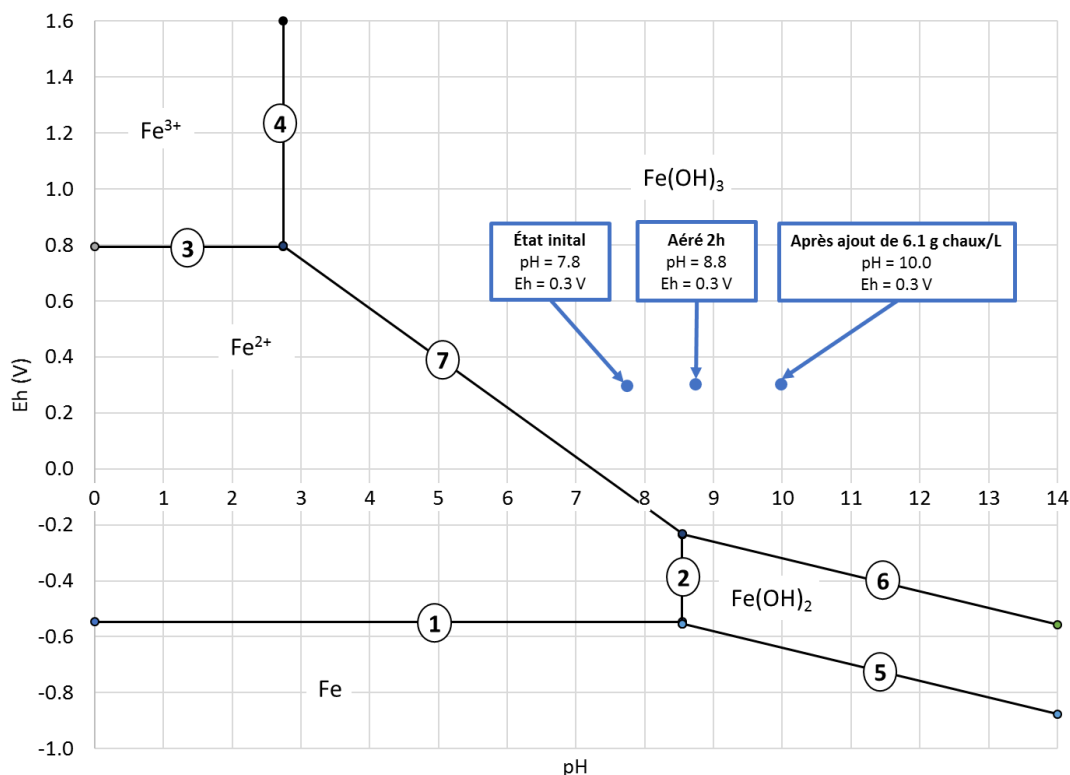 1.6
1.4
1.2
1.0
0.8
0.6
0.4
0.2
0.0
-0.2
-0.4
-0.6
-0.8
-1.0
Eh (V)
0 1 2 3 4 5 6 7 8 9 10 11 12 13 14
pH
Fe³⁺
4
3
Fe²⁺
7
Fe(OH)₃
État inital
pH = 7.8
Eh = 0.3 V
Aéré 2h
pH = 8.8
Eh = 0.3 V
Après ajout de 6.1 g chaux/L
pH = 10.0
Eh = 0.3 V
2
Fe(OH)₂
6
1
5
Fe